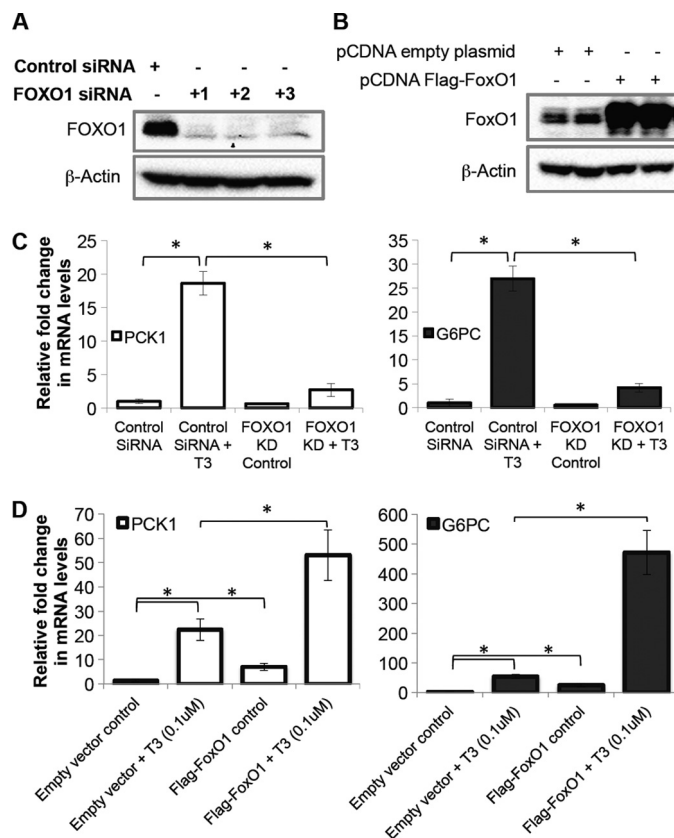 A
Control siRNA + - - -
FOXO1 siRNA - +1 +2 +3
FOXO1
β-Actin
B
pCDNA empty plasmid + + - -
pCDNA Flag-FoxO1 - - + +
FoxO1
β-Actin
C
Relative fold change
in mRNA levels
25
20
15
10
5
0
PCK1
* *
Control
SiRNA
Control
SiRNA +
T3
FOXO1
KD
Control
FOXO1
KD + T3
35
30
25
20
15
10
5
0
G6PC
* *
Control
SiRNA
Control
SiRNA +
T3
FOXO1
KD
Control
FOXO1
KD + T3
D
Relative fold change
in mRNA levels
70
60
50
40
30
20
10
0
PCK1
*
* *
Empty vector control
Empty vector + T3 (0.1uM)
Flag-FoxO1 control
Flag-FoxO1 + T3 (0.1uM)
600
500
400
300
200
100
0
G6PC
*
* *
Empty vector control
Empty vector + T3 (0.1uM)
Flag-FoxO1 control
Flag-FoxO1 + T3 (0.1uM)